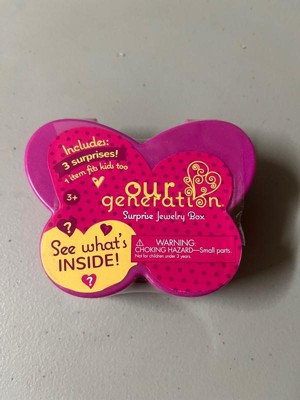 Includes:
3 surprises!
1 item fits kids too
3+
our
generation
Surprise Jewelry Box
?
See what's
INSIDE!
?
WARNING:
CHOKING HAZARD—Small parts.
Not for children under 3 years.